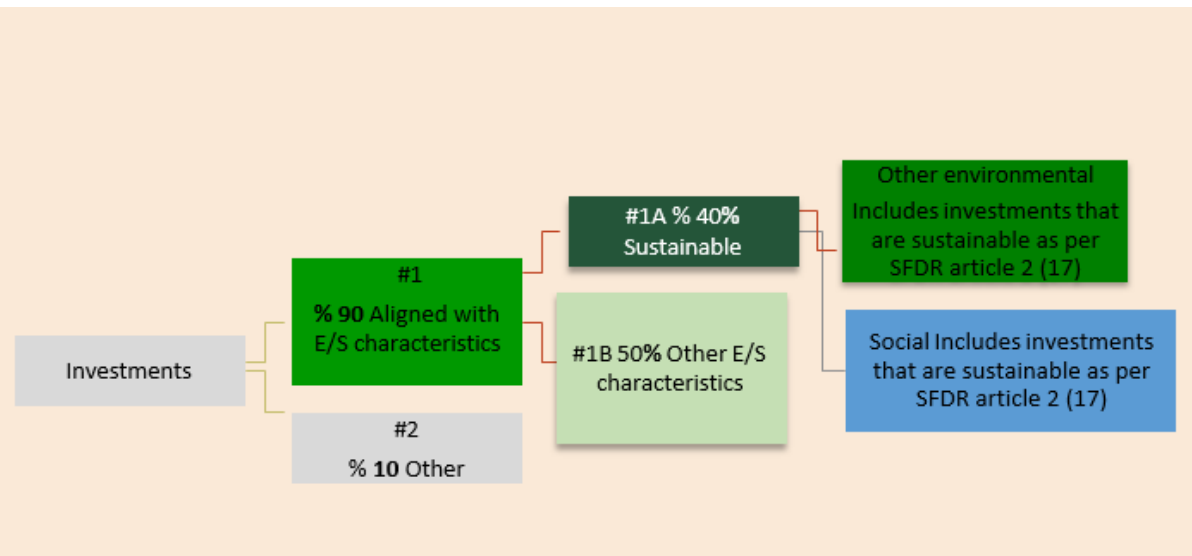 Investments
#1
% 90 Aligned with
E/S characteristics
#2
% 10 Other
#1A % 40%
Sustainable
#1B 50% Other E/S
characteristics
Other environmental
Includes investments that
are sustainable as per
SFDR article 2 (17)
Social Includes investments
that are sustainable as per
SFDR article 2 (17)